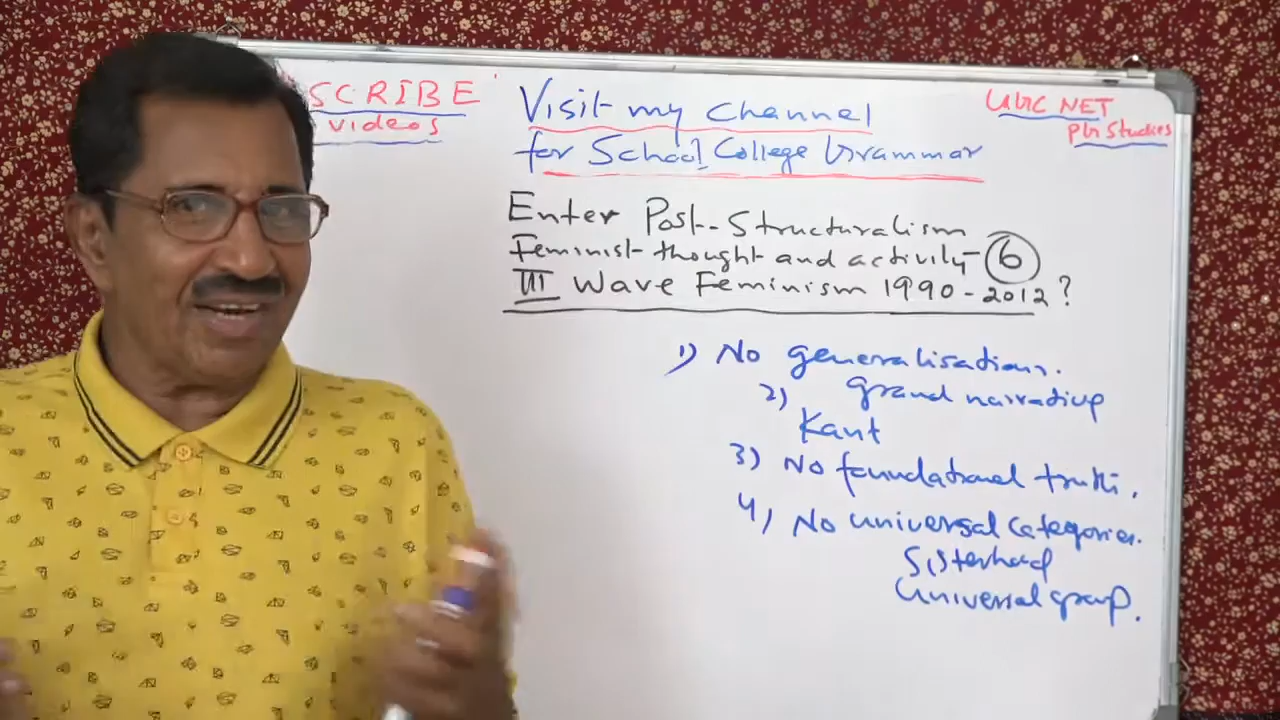 SCRIBE
videos
Visit my Channel
for School, College Grammar
UGC NET
Ph Studies
Enter Post-Structuralism
Feminist thought and activity - 6
III Wave Feminism 1990-2012?
1) No generalisations.
2) grand narrative
Kant
3) No foundational truth.
4) No universal categories.
Sisterhood
Universal group.